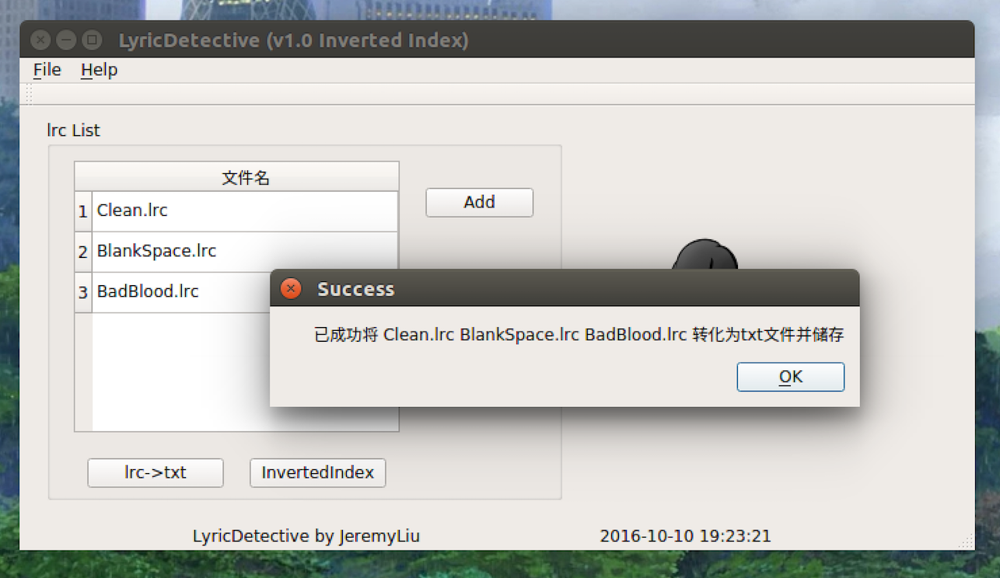 LyricDetective (v1.0 Inverted Index)
File Help
lrc List
文件名
Add
1 Clean.lrc
2 BlankSpace.lrc
3 BadBlood.lrc
Success
已成功将 Clean.lrc BlankSpace.lrc BadBlood.lrc 转化为txt文件并储存
OK
lrc->txt InvertedIndex
LyricDetective by JeremyLiu 2016-10-10 19:23:21